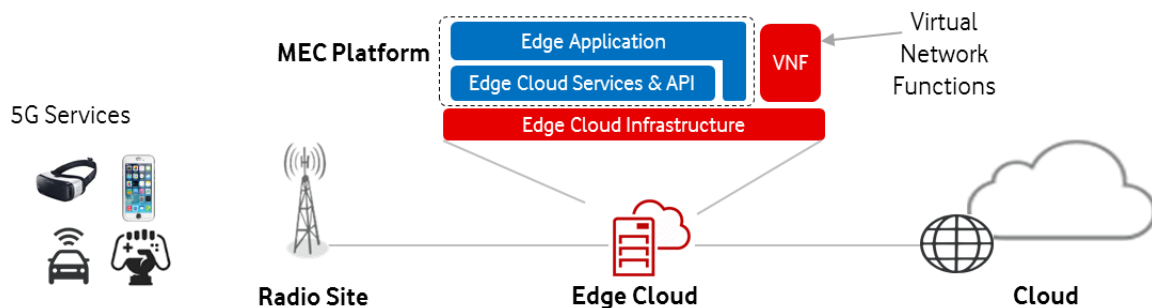 Edge Application
MEC Platform
Edge Cloud Services & API
VNF
Virtual
Network
Functions
Edge Cloud Infrastructure
5G Services
Radio Site
Edge Cloud
Cloud